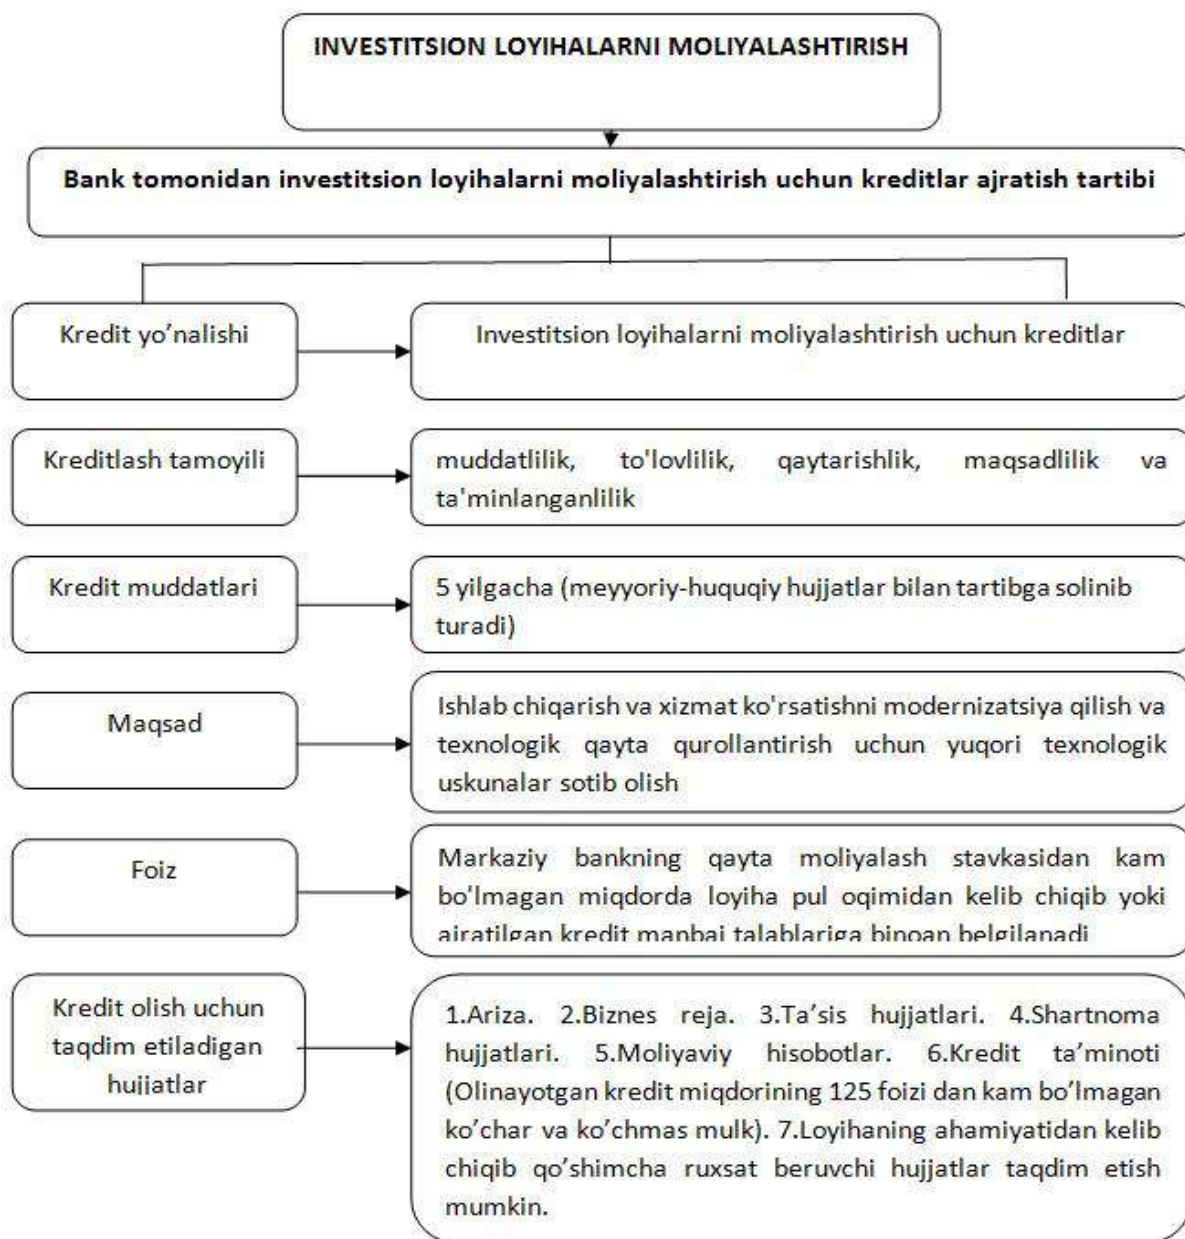 INVESTITSION LOYIHALARNI MOLIYALASHTIRISH
Bank tomonidan investitsion loyihalarni moliyalashtirish uchun kreditlar ajratish tartibi
Kredit yo’nalishi
Investitsion loyihalarni moliyalashtirish uchun kreditlar
Kreditlash tamoyili
muddatlilik, to'lovlilik, qaytarishlik, maqsadlilik va
ta'minlanganlilik
Kredit muddatlari
5 yilgacha (meyyoriy-huquqiy hujjatlar bilan tartibga solinib
turadi)
Maqsad
Ishlab chiqarish va xizmat ko'rsatishni modernizatsiya qilish va
texnologik qayta qurollantirish uchun yuqori texnologik
uskunalar sotib olish
Foiz
Markaziy bankning qayta moliyalash stavkasidan kam
bo'lmagan miqdorda loyiha pul oqimidan kelib chiqib yoki
ajratilgan kredit manbai talablariga binoan belgilanadi
Kredit olish uchun
taqdim etiladigan
hujjatlar
1.Ariza. 2.Biznes reja. 3.Ta’sis hujjatlari. 4.Shartnoma
hujjatlari. 5.Moliyaviy hisobotlar. 6.Kredit ta’minoti
(Olinayotgan kredit miqdorining 125 foizi dan kam bo’lmagan
ko’char va ko’chmas mulk). 7.Loyihaning ahamiyatidan kelib
chiqib qo’shimcha ruxsat beruvchi hujjatlar taqdim etish
mumkin.